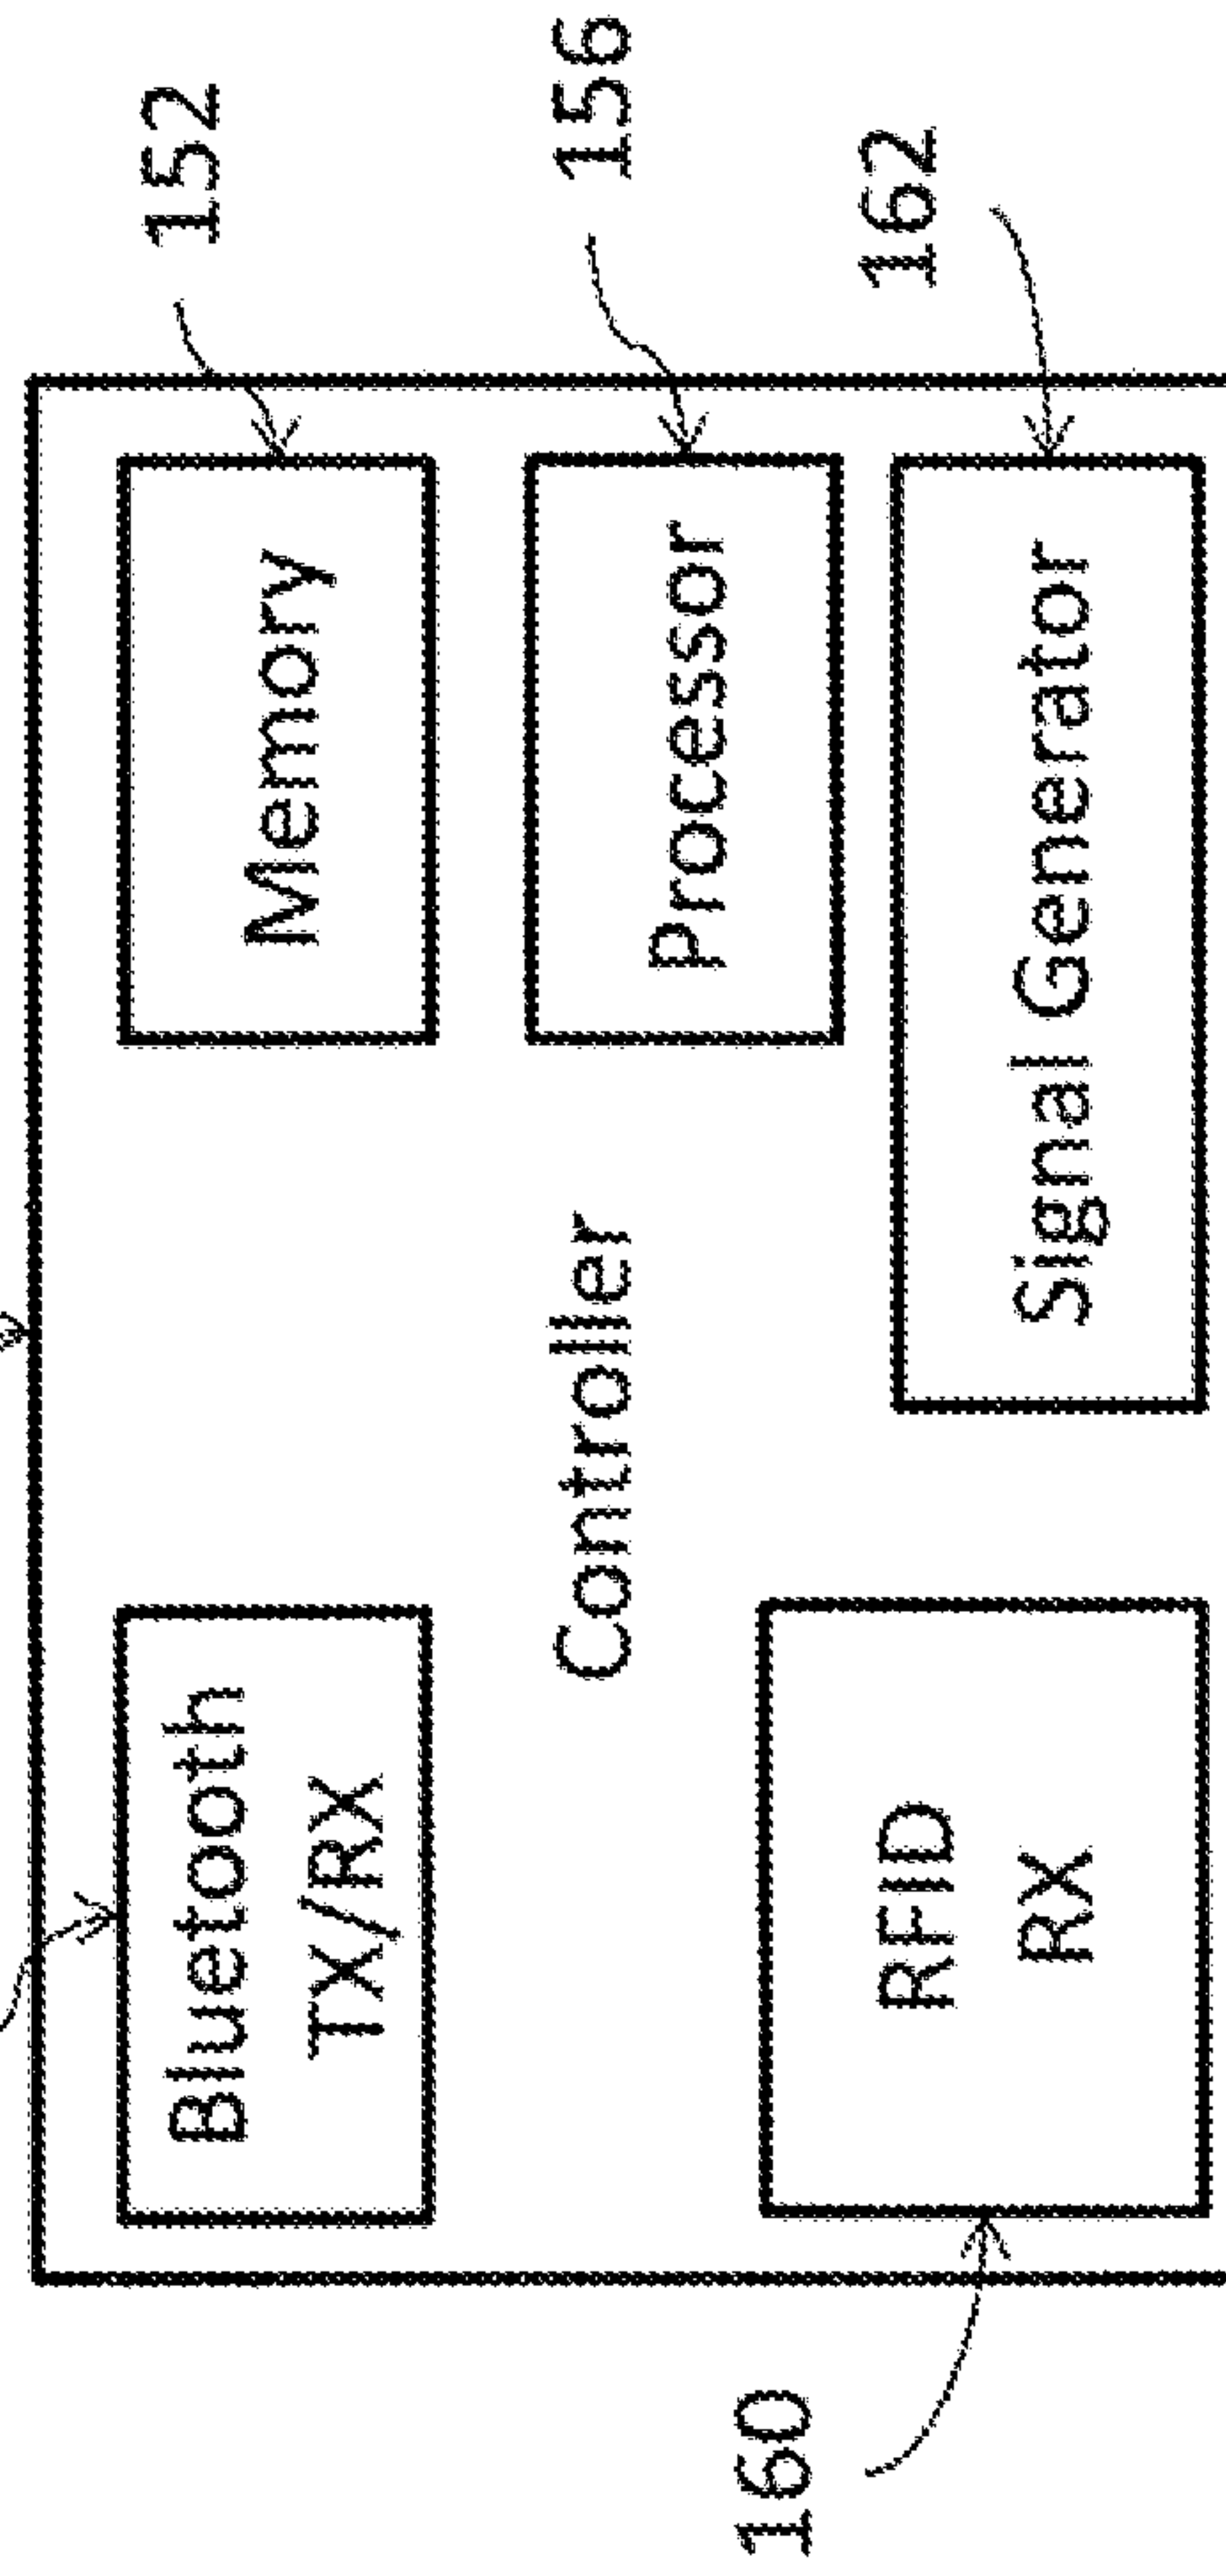 Bluetooth
TX/RX
Memory
152
Controller
Processor
156
160
RFID
RX
Signal Generator
162